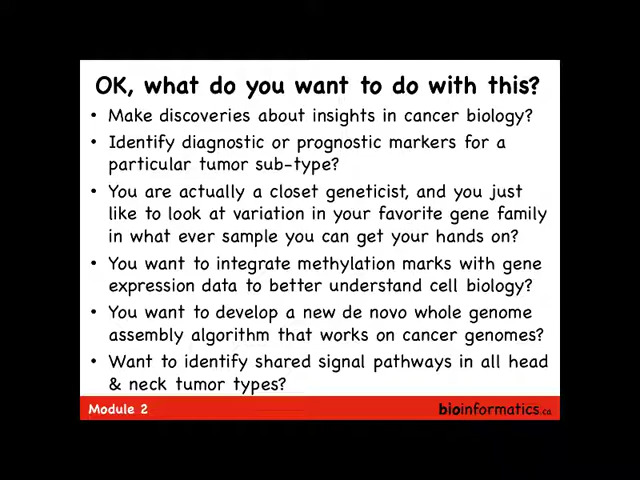 OK, what do you want to do with this?
• Make discoveries about insights in cancer biology?
• Identify diagnostic or prognostic markers for a
particular tumor sub-type?
• You are actually a closet geneticist, and you just
like to look at variation in your favorite gene family
in what ever sample you can get your hands on?
• You want to integrate methylation marks with gene
expression data to better understand cell biology?
• You want to develop a new de novo whole genome
assembly algorithm that works on cancer genomes?
• Want to identify shared signal pathways in all head
& neck tumor types?
Module 2
bioinformatics.ca